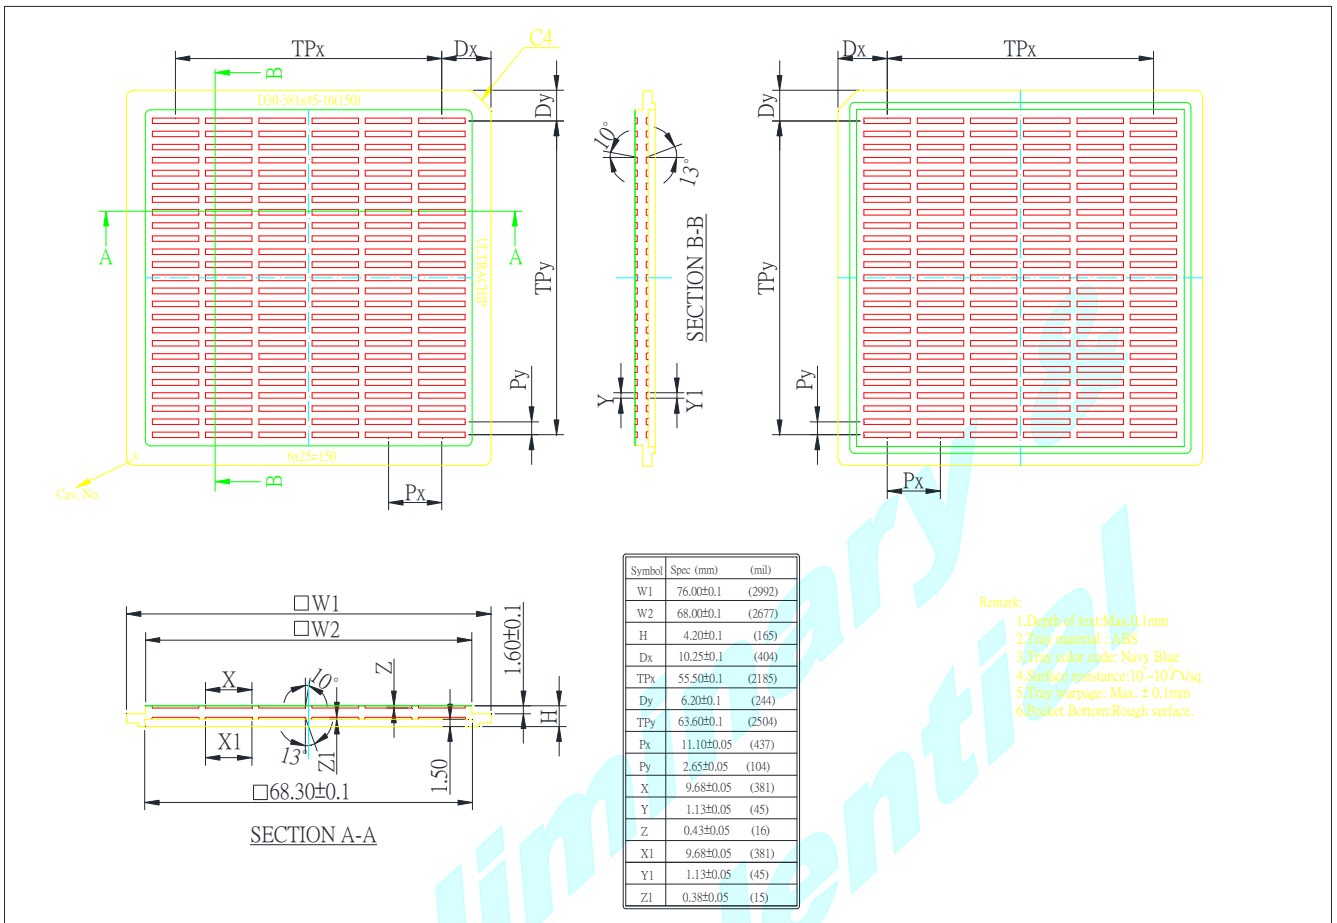 TPx
Dx
C4
B
D30-381x45-16(150)
Dy
10°
13°
A
A
ULTRACHIP
TPy
SECTION B-B
Py
Y
Y1
6x25=150
B
Cav. No.
Px
Dx
TPx
Dy
TPy
Py
Px
□W1
□W2
1.60±0.1
X
10°
Z
H
X1
13°
Z1
1.50
□68.30±0.1
SECTION A-A
Symbol Spec (mm) (mil)
W1 76.00±0.1 (2992)
W2 68.00±0.1 (2677)
H 4.20±0.1 (165)
Dx 10.25±0.1 (404)
TPx 55.50±0.1 (2185)
Dy 6.20±0.1 (244)
TPy 63.60±0.1 (2504)
Px 11.10±0.05 (437)
Py 2.65±0.05 (104)
X 9.68±0.05 (381)
Y 1.13±0.05 (45)
Z 0.43±0.05 (16)
X1 9.68±0.05 (381)
Y1 1.13±0.05 (45)
Z1 0.38±0.05 (15)
Remark:
1.Depth of text:Max.0.1mm
2.Tray material : ABS
3.Tray color code: Navy Blue
4.Surface resistance:
5.Tray warpage: Max. ±0.1mm
6.Pocket Bottom:Rough surface.
liminary &
dential